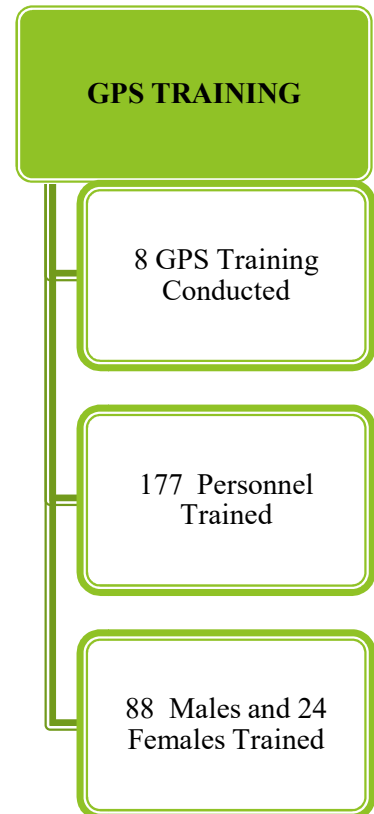 GPS TRAINING
8 GPS Training
Conducted
177 Personnel
Trained
88 Males and 24
Females Trained